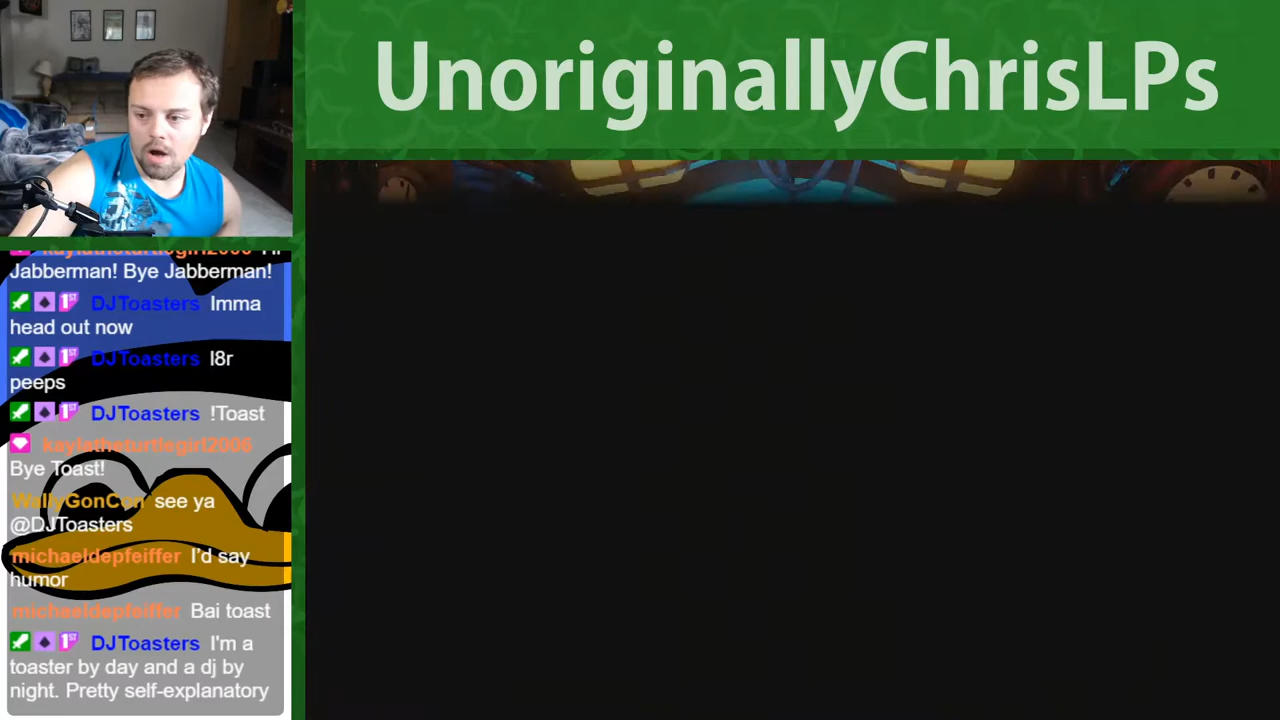 UnoriginallyChrisLPs
kaylatheturtlegirl2006
Jabberman! Bye Jabberman!
DJToasters Imma
head out now
DJToasters l8r
peeps
DJToasters !Toast
kaylatheturtlegirl2006
Bye Toast!
WallyGonCon see ya
@DJToasters
michaeldepfeiffer I'd say
humor
michaeldepfeiffer Bai toast
DJToasters I'm a
toaster by day and a dj by
night. Pretty self-explanatory